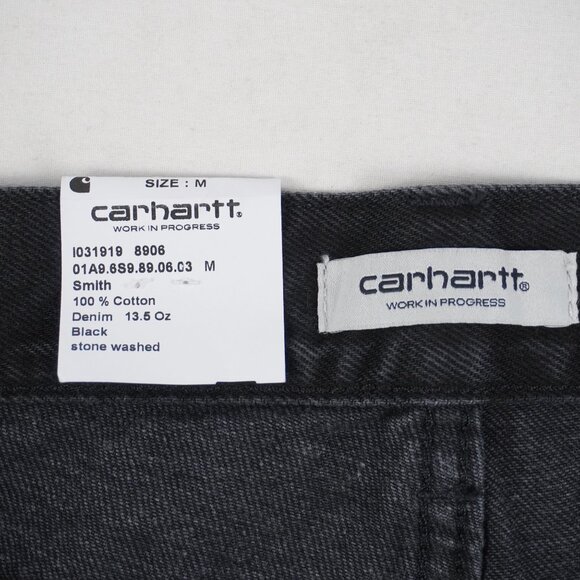 SIZE : M
carhartt®
WORK IN PROGRESS
I031919 8906
01A9.6S9.89.06.03 M
Smith
100 % Cotton
Denim 13.5 Oz
Black
stone washed
carhartt®
WORK IN PROGRESS